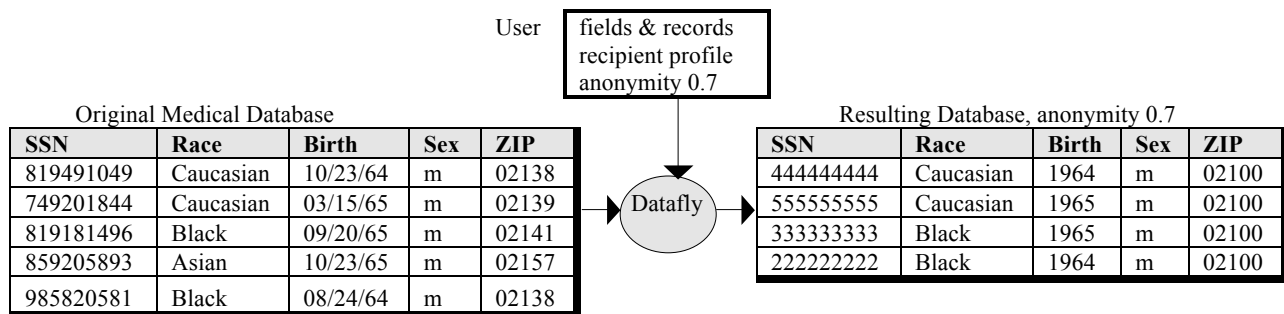 User
fields & records
recipient profile
anonymity 0.7
Original Medical Database
SSN Race Birth Sex ZIP
819491049 Caucasian 10/23/64 m 02138
749201844 Caucasian 03/15/65 m 02139
819181496 Black 09/20/65 m 02141
859205893 Asian 10/23/65 m 02157
985820581 Black 08/24/64 m 02138
Datafly
Resulting Database, anonymity 0.7
SSN Race Birth Sex ZIP
444444444 Caucasian 1964 m 02100
555555555 Caucasian 1965 m 02100
333333333 Black 1965 m 02100
222222222 Black 1964 m 02100